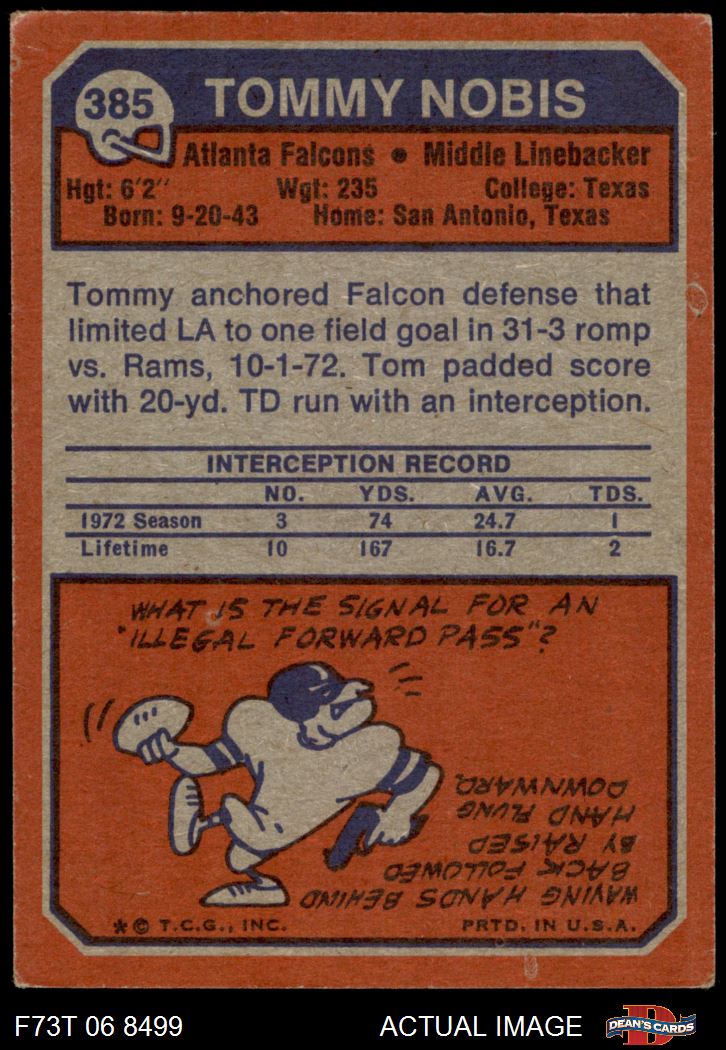 385
TOMMY NOBIS
Atlanta Falcons • Middle Linebacker
Hgt: 6'2" Wgt: 235 College: Texas
Born: 9-20-43 Home: San Antonio, Texas
Tommy anchored Falcon defense that
limited LA to one field goal in 31-3 romp
vs. Rams, 10-1-72. Tom padded score
with 20-yd. TD run with an interception.
INTERCEPTION RECORD
NO. YDS. AVG. TDS.
1972 Season 3 74 24.7 1
Lifetime 10 167 16.7 2
WHAT IS THE SIGNAL FOR AN
"ILLEGAL FORWARD PASS"?
WAVING HANDS BEHIND
BACK FOLLOWED
BY RAISED
HAND FLUNG
DOWNWARD.
*© T.C.G., INC. PRTD. IN U.S.A.
F73T 06 8499 ACTUAL IMAGE
D
DEAN'S CARDS